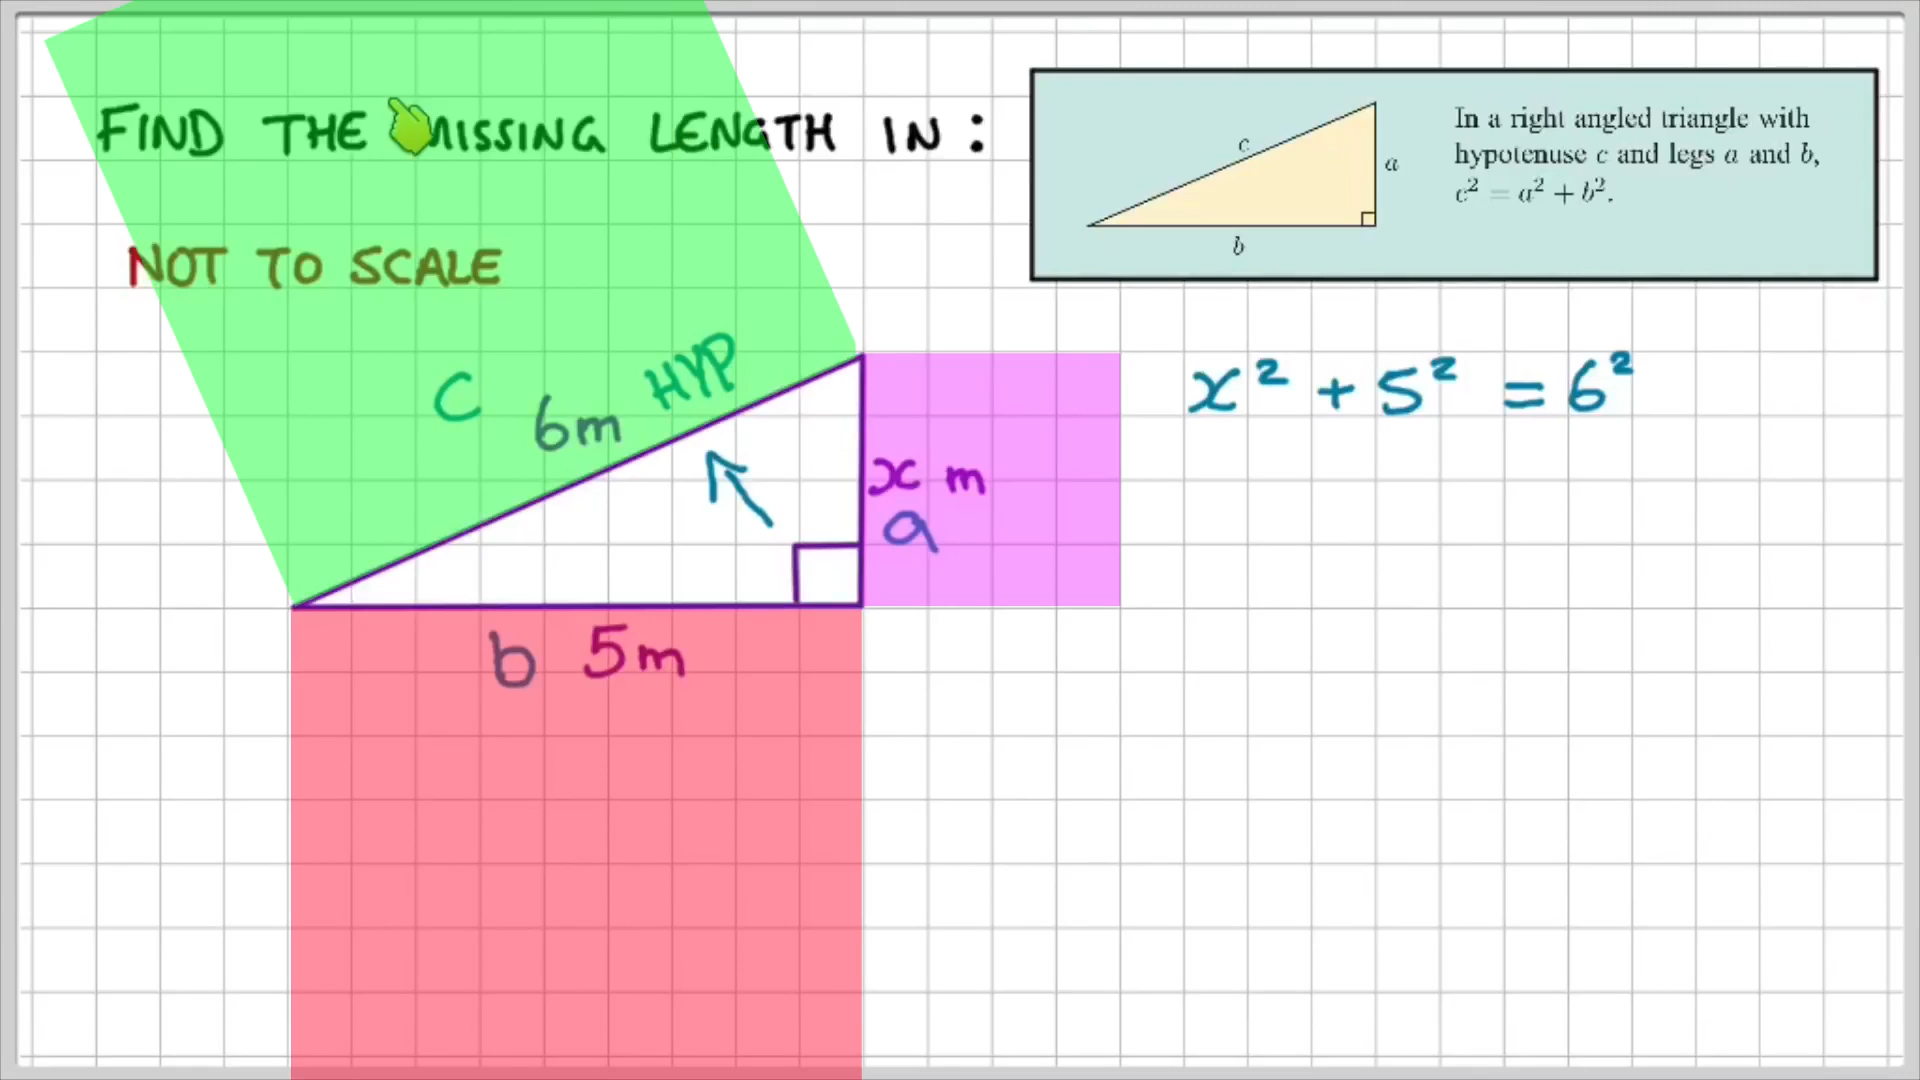 FIND THE MISSING LENGTH IN :
NOT TO SCALE
c
a
b
In a right angled triangle with
hypotenuse c and legs a and b,
c² = a² + b².
C 6m HYP
x m
a
b 5m
x² + 5² = 6²